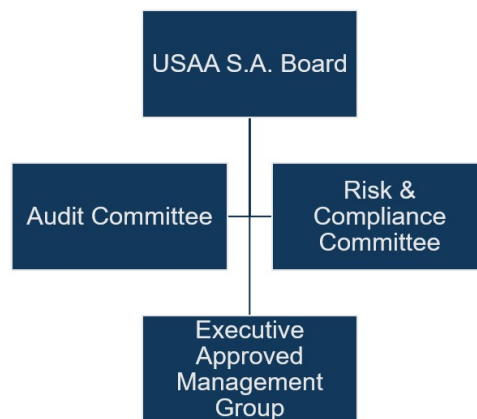 USAA S.A. Board
Audit Committee
Risk &
Compliance
Committee
Executive
Approved
Management
Group